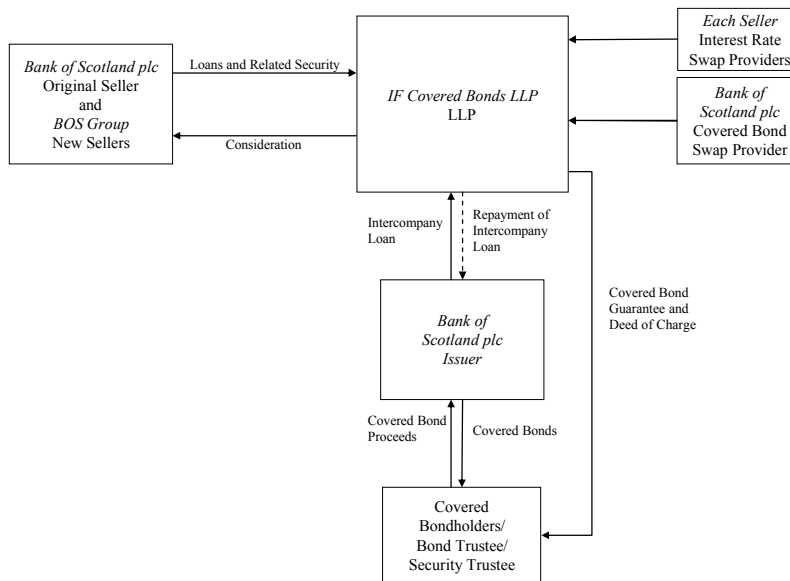 Each Seller
Interest Rate
Swap Providers
Bank of Scotland plc
Original Seller
and
BOS Group
New Sellers
Loans and Related Security
Consideration
IF Covered Bonds LLP
LLP
Bank of
Scotland plc
Covered Bond
Swap Provider
Intercompany
Loan
Repayment of
Intercompany
Loan
Covered Bond
Guarantee and
Deed of Charge
Bank of
Scotland plc
Issuer
Covered Bond
Proceeds
Covered Bonds
Covered
Bondholders/
Bond Trustee/
Security Trustee